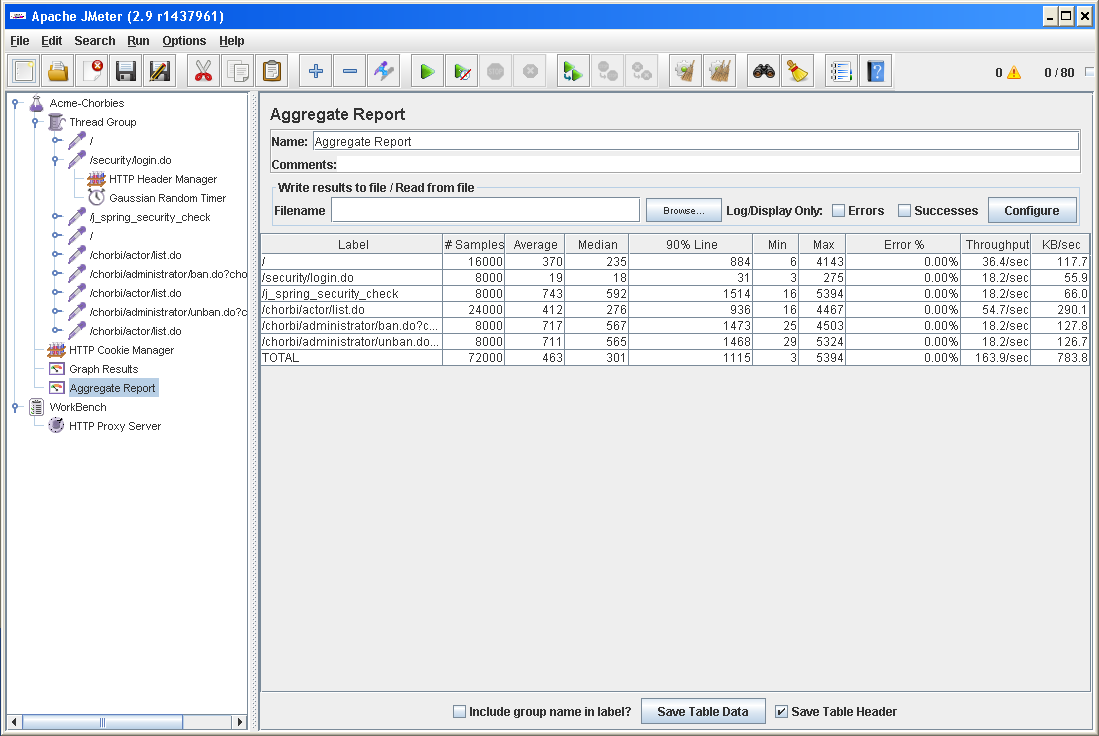 Apache JMeter (2.9 r1437961)
File Edit Search Run Options Help
0 0 / 80
Acme-Chorbies
Thread Group
/
/security/login.do
HTTP Header Manager
Gaussian Random Timer
/j_spring_security_check
/
/chorbi/actor/list.do
/chorbi/administrator/ban.do?cho
/chorbi/actor/list.do
/chorbi/administrator/unban.do?c
/chorbi/actor/list.do
HTTP Cookie Manager
Graph Results
Aggregate Report
WorkBench
HTTP Proxy Server
Aggregate Report
Name: Aggregate Report
Comments:
Write results to file / Read from file
Filename Browse... Log/Display Only: Errors Successes Configure
Label # Samples Average Median 90% Line Min Max Error % Throughput KB/sec
/ 16000 370 235 884 6 4143 0.00% 36.4/sec 117.7
/security/login.do 8000 19 18 31 3 275 0.00% 18.2/sec 55.9
/j_spring_security_check 8000 743 592 1514 16 5394 0.00% 18.2/sec 66.0
/chorbi/actor/list.do 24000 412 276 936 16 4467 0.00% 54.7/sec 290.1
/chorbi/administrator/ban.do?c... 8000 717 567 1473 25 4503 0.00% 18.2/sec 127.8
/chorbi/administrator/unban.do... 8000 711 565 1468 29 5324 0.00% 18.2/sec 126.7
TOTAL 72000 463 301 1115 3 5394 0.00% 163.9/sec 783.8
Include group name in label? Save Table Data Save Table Header